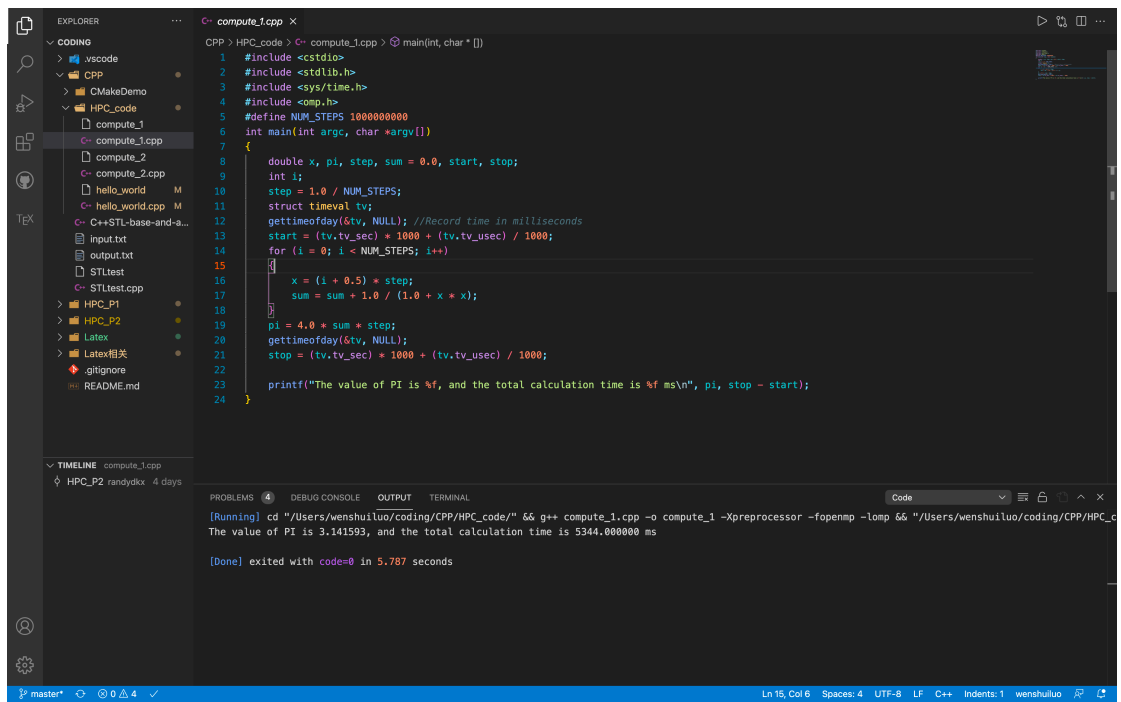 EXPLORER ...
CODING
.vscode
CPP
CMakeDemo
HPC_code
compute_1
compute_1.cpp
compute_2
compute_2.cpp
hello_world M
hello_world.cpp M
C++STL-base-and-a...
input.txt
output.txt
STLtest
STLtest.cpp
HPC_P1
HPC_P2
Latex
Latex相关
.gitignore
README.md
TIMELINE compute_1.cpp
HPC_P2 randydkx 4 days
TEX
compute_1.cpp
CPP > HPC_code > compute_1.cpp > main(int, char * [])
1 #include <cstdio>
2 #include <stdlib.h>
3 #include <sys/time.h>
4 #include <omp.h>
5 #define NUM_STEPS 1000000000
6 int main(int argc, char *argv[])
7 {
8 double x, pi, step, sum = 0.0, start, stop;
9 int i;
10 step = 1.0 / NUM_STEPS;
11 struct timeval tv;
12 gettimeofday(&tv, NULL); //Record time in milliseconds
13 start = (tv.tv_sec) * 1000 + (tv.tv_usec) / 1000;
14 for (i = 0; i < NUM_STEPS; i++)
15 {
16 x = (i + 0.5) * step;
17 sum = sum + 1.0 / (1.0 + x * x);
18 }
19 pi = 4.0 * sum * step;
20 gettimeofday(&tv, NULL);
21 stop = (tv.tv_sec) * 1000 + (tv.tv_usec) / 1000;
22
23 printf("The value of PI is %f, and the total calculation time is %f ms\n", pi, stop - start);
24 }
PROBLEMS 4 DEBUG CONSOLE OUTPUT TERMINAL Code
[Running] cd "/Users/wenshuiluo/coding/CPP/HPC_code/" && g++ compute_1.cpp -o compute_1 -Xpreprocessor -fopenmp -lomp && "/Users/wenshuiluo/coding/CPP/HPC_c
The value of PI is 3.141593, and the total calculation time is 5344.000000 ms
[Done] exited with code=0 in 5.787 seconds
master* 0 4 Ln 15, Col 6 Spaces: 4 UTF-8 LF C++ Indents: 1 wenshuiluo